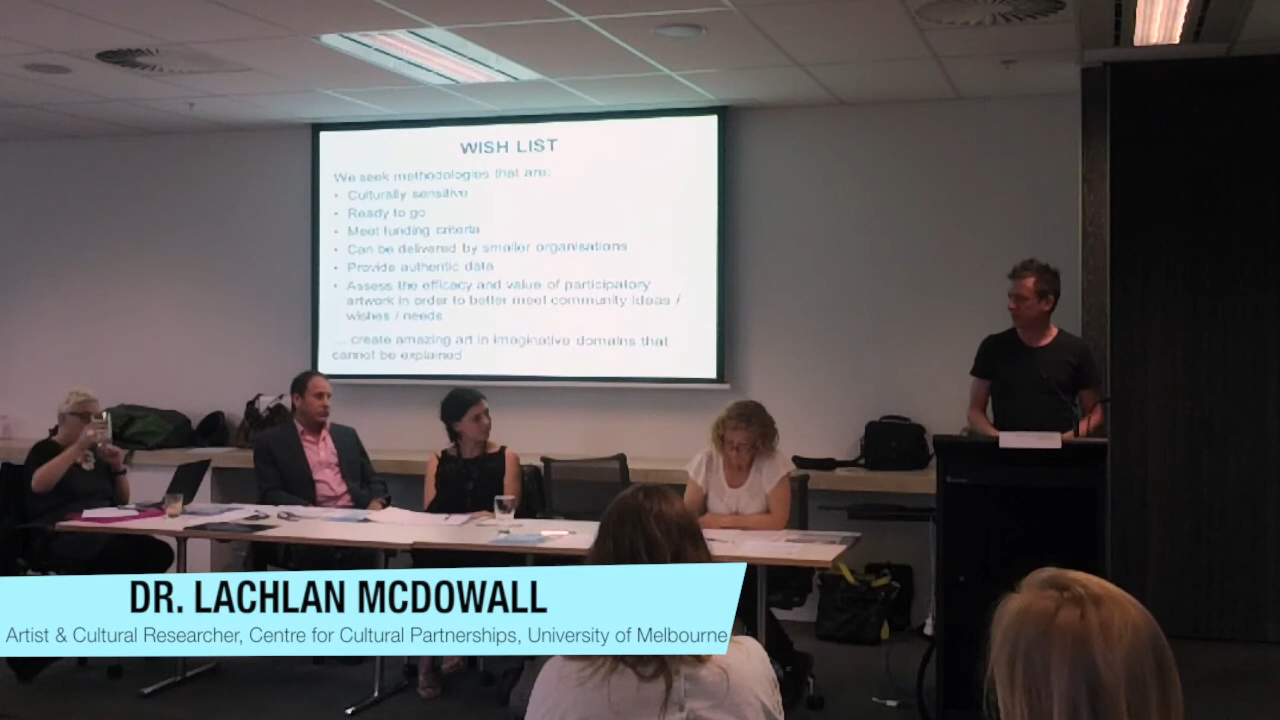 WISH LIST
We seek methodologies that are:
• Culturally sensitive
• Ready to go
• Meet funding criteria
• Can be delivered by smaller organisations
• Provide authentic data
• Assess the efficacy and value of participatory
artwork in order to better meet community ideas /
wishes / needs
... create amazing art in imaginative domains that
cannot be explained
DR. LACHLAN MCDOWALL
Artist & Cultural Researcher, Centre for Cultural Partnerships, University of Melbourne